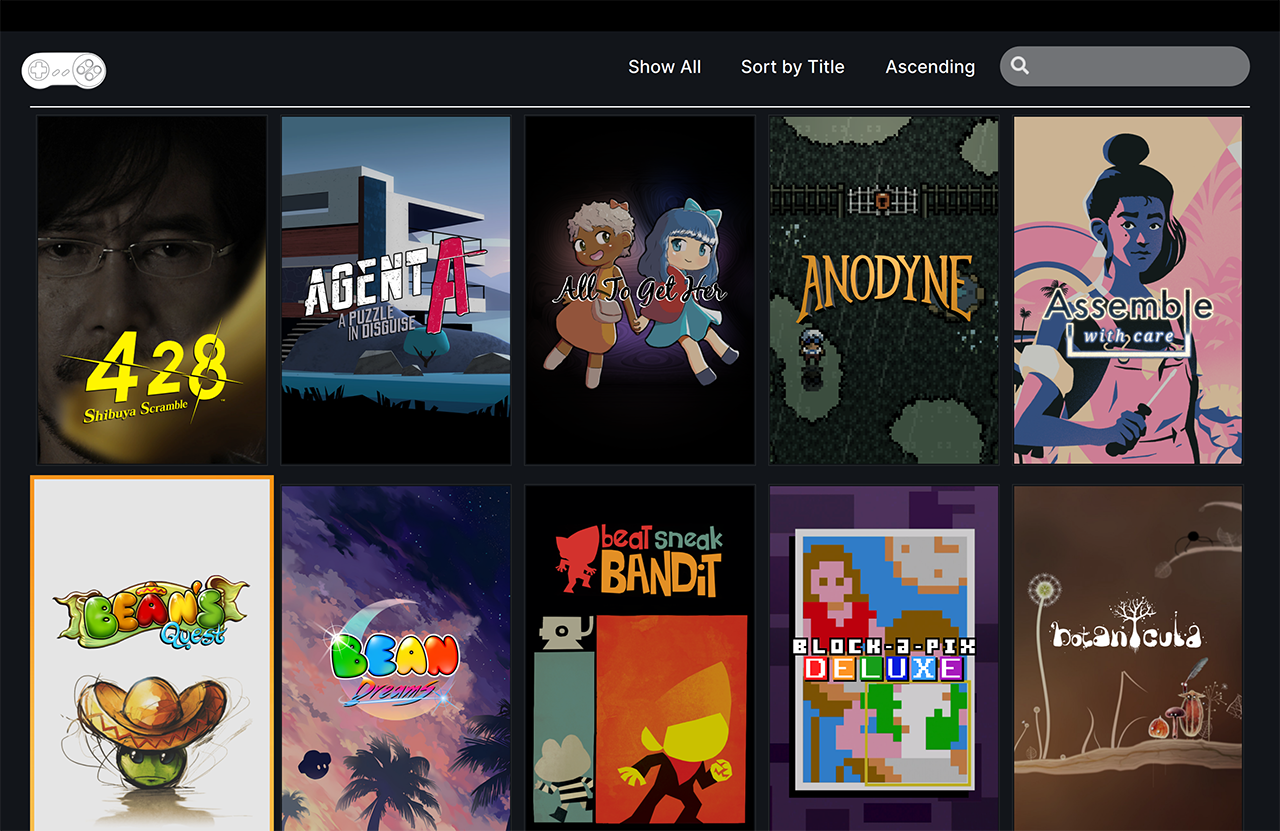 Show All
Sort by Title
Ascending
428
Shibuya Scramble
AGENT A
A PUZZLE
IN DISGUISE
All To Get Her
ANODYNE
Assemble
with care
BEAN'S
Quest
BEAN
Dreams
beat sneak
BANDiT
BLOCK-a-PIX
DELUXE
botanicula